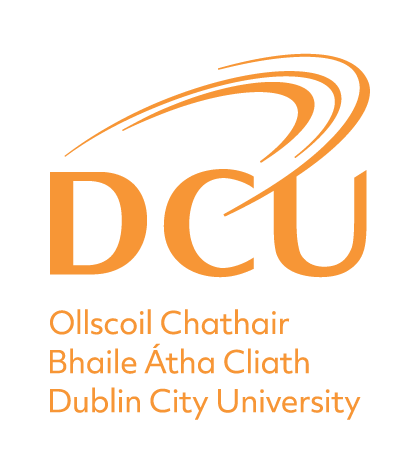 DCU
Ollscoil Chathair
Bhaile Átha Cliath
Dublin City University